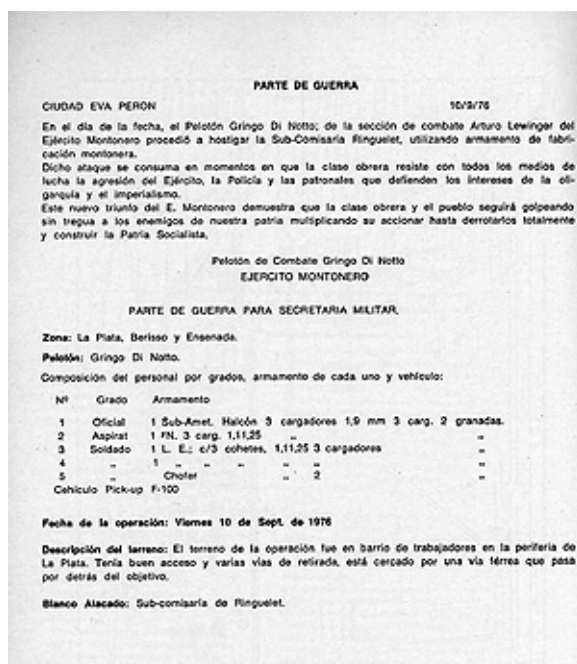 PARTE DE GUERRA
CIUDAD EVA PERON 10/9/76
En el día de la fecha, el Pelotón Gringo Di Notto; de la sección de combate Arturo Lewinger del
Ejército Montonero procedió a hostigar la Sub-Comisaría Ringuelet, utilizando armamento de fabri-
cación montonera.
Dicho ataque se consuma en momentos en que la clase obrera resiste con todos los medios de
lucha la agresión del Ejército, la Policía y las patronales que defienden los intereses de la oli-
garquía y el imperialismo.
Este nuevo triunfo del E. Montonero demuestra que la clase obrera y el pueblo seguirá golpeando
sin tregua a los enemigos de nuestra patria multiplicando su accionar hasta derrotarlos totalmente
y construir la Patria Socialista.
Pelotón de Combate Gringo Di Notto
EJERCITO MONTONERO
PARTE DE GUERRA PARA SECRETARIA MILITAR.
Zona: La Plata, Berisso y Ensenada.
Pelotón: Gringo Di Notto.
Composición del personal por grados, armamento de cada uno y vehículo:
Nº Grado Armamento
1 Oficial 1 Sub-Amet. Halcón 3 cargadores 1,9 mm 3 carg. 2 granadas.
2 Aspirat 1 FN. 3 carg. 1,11,25 „ „
3 Soldado 1 L. E.; c/3 cohetes, 1,11,25 3 cargadores „
4 „ 1 „ „ „ „ „ „
5 „ Chofer „ 2 „
Cehículo Pick-up F-100
Fecha de la operación: Viernes 10 de Sept. de 1976
Descripción del terreno: El terreno de la operación fue en barrio de trabajadores en la periferia de
La Plata. Tenía buen acceso y varias vías de retirada, está cercado por una vía férrea que pasa
por detrás del objetivo.
Blanco Atacado: Sub-comisaría de Ringuelet.